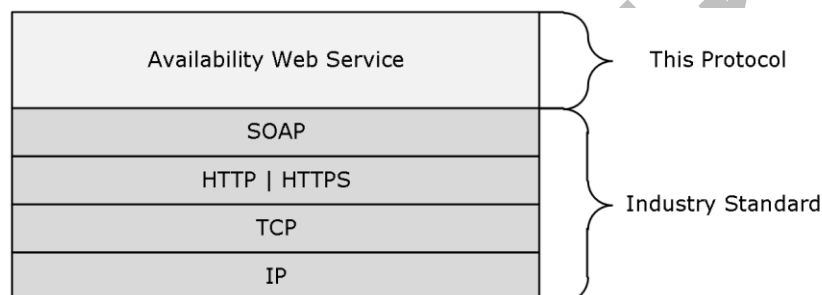 Availability Web Service
This Protocol
SOAP
HTTP | HTTPS
Industry Standard
TCP
IP